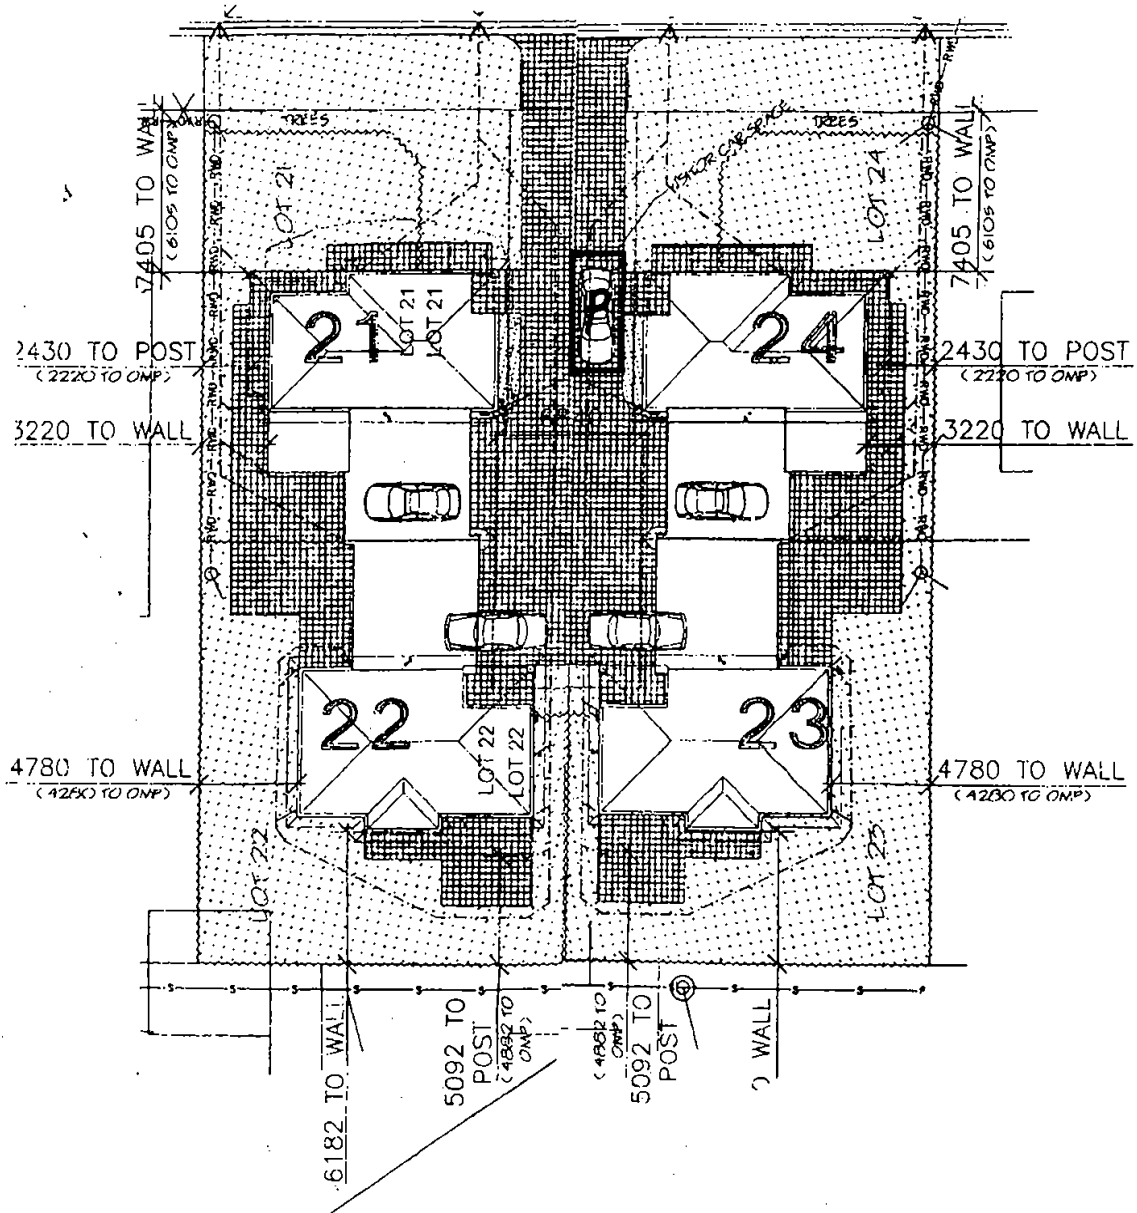 TREES
TREES
VISITOR CAR SPACE
7405 TO WALL
(6105 TO OMP)
LOT 21
LOT 24
7405 TO WALL
(6105 TO OMP)
21
LOT 21
LOT 21
P
24
2430 TO POST
(2220 TO OMP)
2430 TO POST
(2220 TO OMP)
3220 TO WALL
3220 TO WALL
22
LOT 22
LOT 22
23
4780 TO WALL
4780 TO WALL
(4280 TO OMP)
LOT 22
LOT 23
6182 TO WALL
5092 TO
POST
(4882 TO
OMP)
(4882 TO
OMP)
5092 TO
POST
WALL